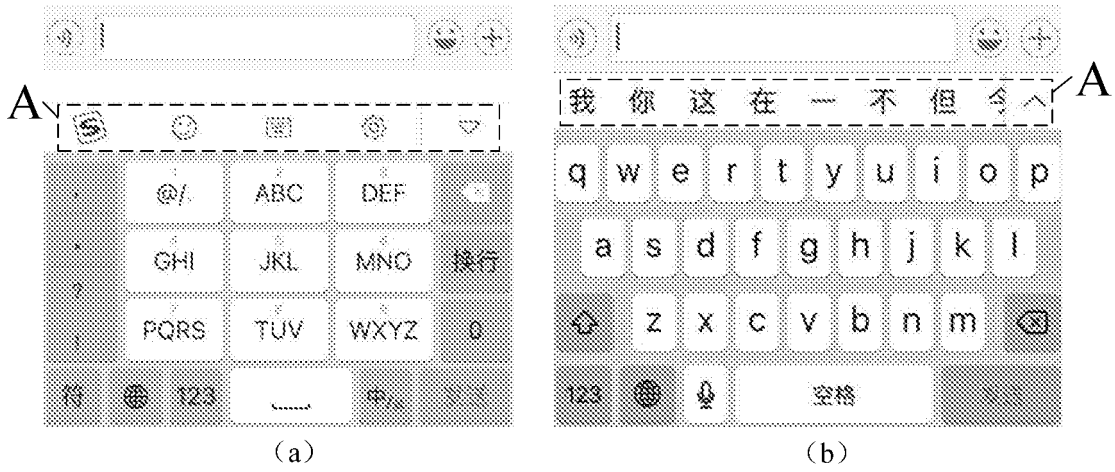 A
我 你 这 在 一 不 但 今
A
@/. ABC DEF
GHI JKL MNO 换行
PQRS TUV WXYZ 0
符 123 中/
q w e r t y u i o p
a s d f g h j k l
z x c v b n m
123 空格
(a)
(b)